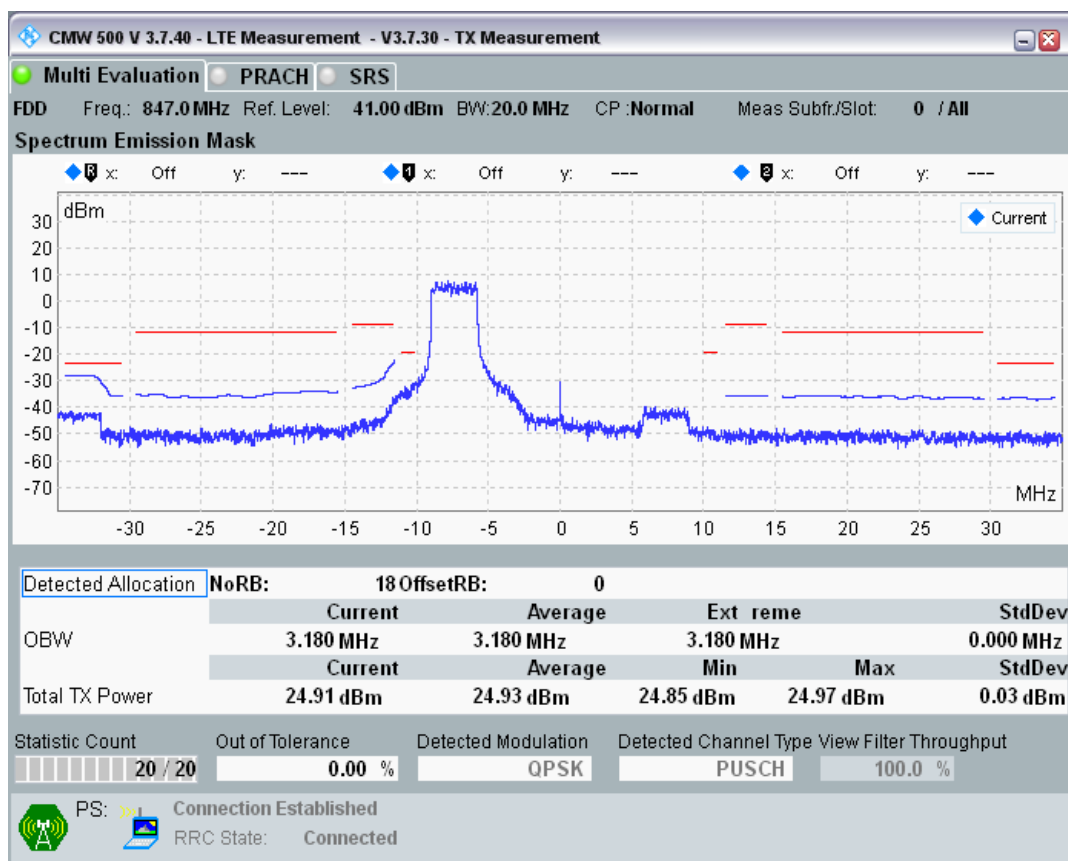 CMW 500 V 3.7.40 - LTE Measurement - V3.7.30 - TX Measurement
Multi Evaluation PRACH SRS
FDD Freq.: 847.0 MHz Ref. Level: 41.00 dBm BW:20.0 MHz CP :Normal Meas Subfr./Slot: 0 / All
Spectrum Emission Mask
R x: Off y: --- 1 x: Off y: --- 2 x: Off y: ---
dBm
Current
30
20
10
0
-10
-20
-30
-40
-50
-60
-70
MHz
-30 -25 -20 -15 -10 -5 0 5 10 15 20 25 30
Detected Allocation NoRB: 18 OffsetRB: 0
Current Average Ext reme StdDev
OBW 3.180 MHz 3.180 MHz 3.180 MHz 0.000 MHz
Current Average Min Max StdDev
Total TX Power 24.91 dBm 24.93 dBm 24.85 dBm 24.97 dBm 0.03 dBm
Statistic Count Out of Tolerance Detected Modulation Detected Channel Type View Filter Throughput
20 / 20 0.00 % QPSK PUSCH 100.0 %
PS: Connection Established
RRC State: Connected